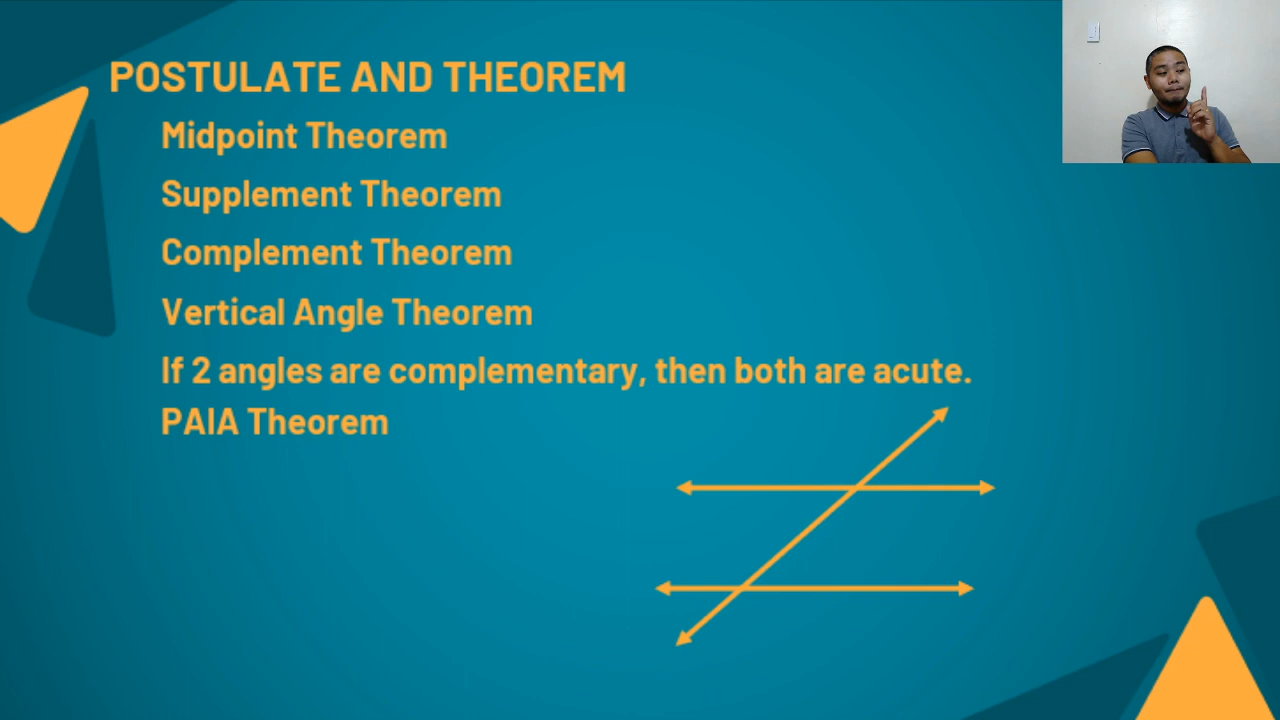 POSTULATE AND THEOREM
Midpoint Theorem
Supplement Theorem
Complement Theorem
Vertical Angle Theorem
If 2 angles are complementary, then both are acute.
PAIA Theorem